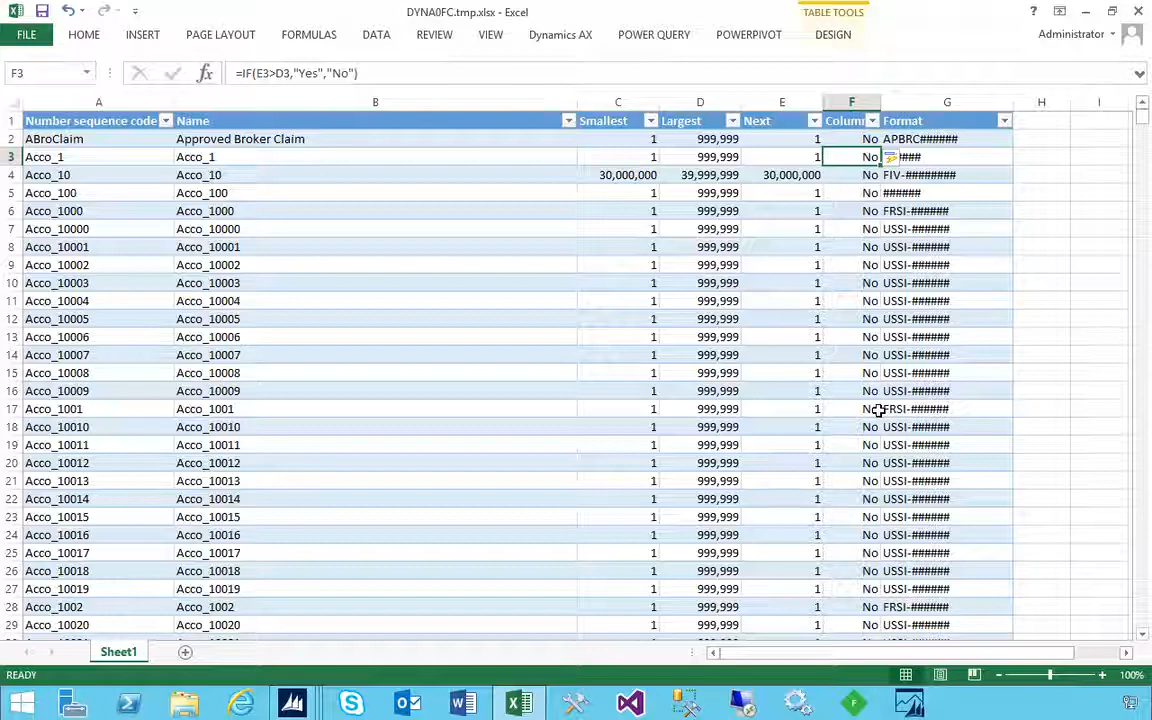 DYNA0FC.tmp.xlsx - Excel
TABLE TOOLS
FILE HOME INSERT PAGE LAYOUT FORMULAS DATA REVIEW VIEW Dynamics AX POWER QUERY POWERPIVOT DESIGN Administrator
F3 fx =IF(E3>D3,"Yes","No")
A B C D E F G H I
1 Number sequence code Name Smallest Largest Next Column Format
2 ABroClaim Approved Broker Claim 1 999,999 1 No APBRC######
3 Acco_1 Acco_1 1 999,999 1 No ####
4 Acco_10 Acco_10 30,000,000 39,999,999 30,000,000 No FIV-########
5 Acco_100 Acco_100 1 999,999 1 No ######
6 Acco_1000 Acco_1000 1 999,999 1 No FRSI-######
7 Acco_10000 Acco_10000 1 999,999 1 No USSI-######
8 Acco_10001 Acco_10001 1 999,999 1 No USSI-######
9 Acco_10002 Acco_10002 1 999,999 1 No USSI-######
10 Acco_10003 Acco_10003 1 999,999 1 No USSI-######
11 Acco_10004 Acco_10004 1 999,999 1 No USSI-######
12 Acco_10005 Acco_10005 1 999,999 1 No USSI-######
13 Acco_10006 Acco_10006 1 999,999 1 No USSI-######
14 Acco_10007 Acco_10007 1 999,999 1 No USSI-######
15 Acco_10008 Acco_10008 1 999,999 1 No USSI-######
16 Acco_10009 Acco_10009 1 999,999 1 No USSI-######
17 Acco_1001 Acco_1001 1 999,999 1 No FRSI-######
18 Acco_10010 Acco_10010 1 999,999 1 No USSI-######
19 Acco_10011 Acco_10011 1 999,999 1 No USSI-######
20 Acco_10012 Acco_10012 1 999,999 1 No USSI-######
21 Acco_10013 Acco_10013 1 999,999 1 No USSI-######
22 Acco_10014 Acco_10014 1 999,999 1 No USSI-######
23 Acco_10015 Acco_10015 1 999,999 1 No USSI-######
24 Acco_10016 Acco_10016 1 999,999 1 No USSI-######
25 Acco_10017 Acco_10017 1 999,999 1 No USSI-######
26 Acco_10018 Acco_10018 1 999,999 1 No USSI-######
27 Acco_10019 Acco_10019 1 999,999 1 No USSI-######
28 Acco_1002 Acco_1002 1 999,999 1 No FRSI-######
29 Acco_10020 Acco_10020 1 999,999 1 No USSI-######
Sheet1
READY 100%